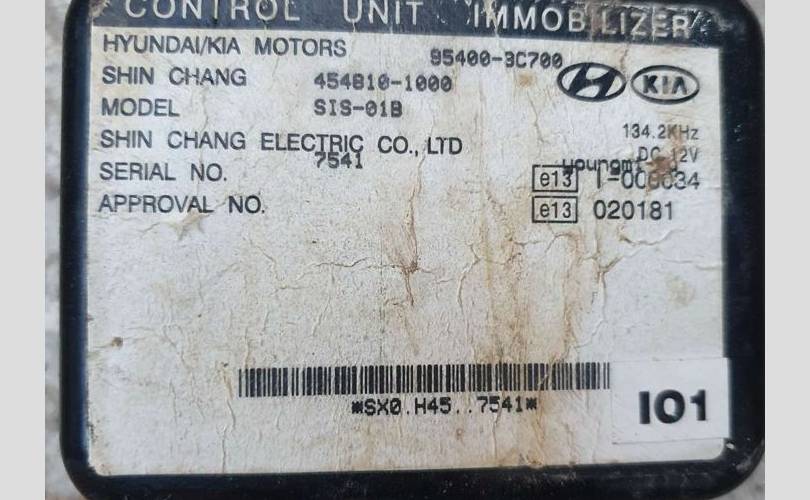 CONTROL UNIT IMMOBILIZER
HYUNDAI/KIA MOTORS 95400-3C700
SHIN CHANG 454810-1000
KIA
MODEL SIS-01B
134.2KHz
SHIN CHANG ELECTRIC CO., LTD
DC 12V
SERIAL NO. 7541
e13
APPROVAL NO. e13 020181
*SX0.H45..7541*
IO1